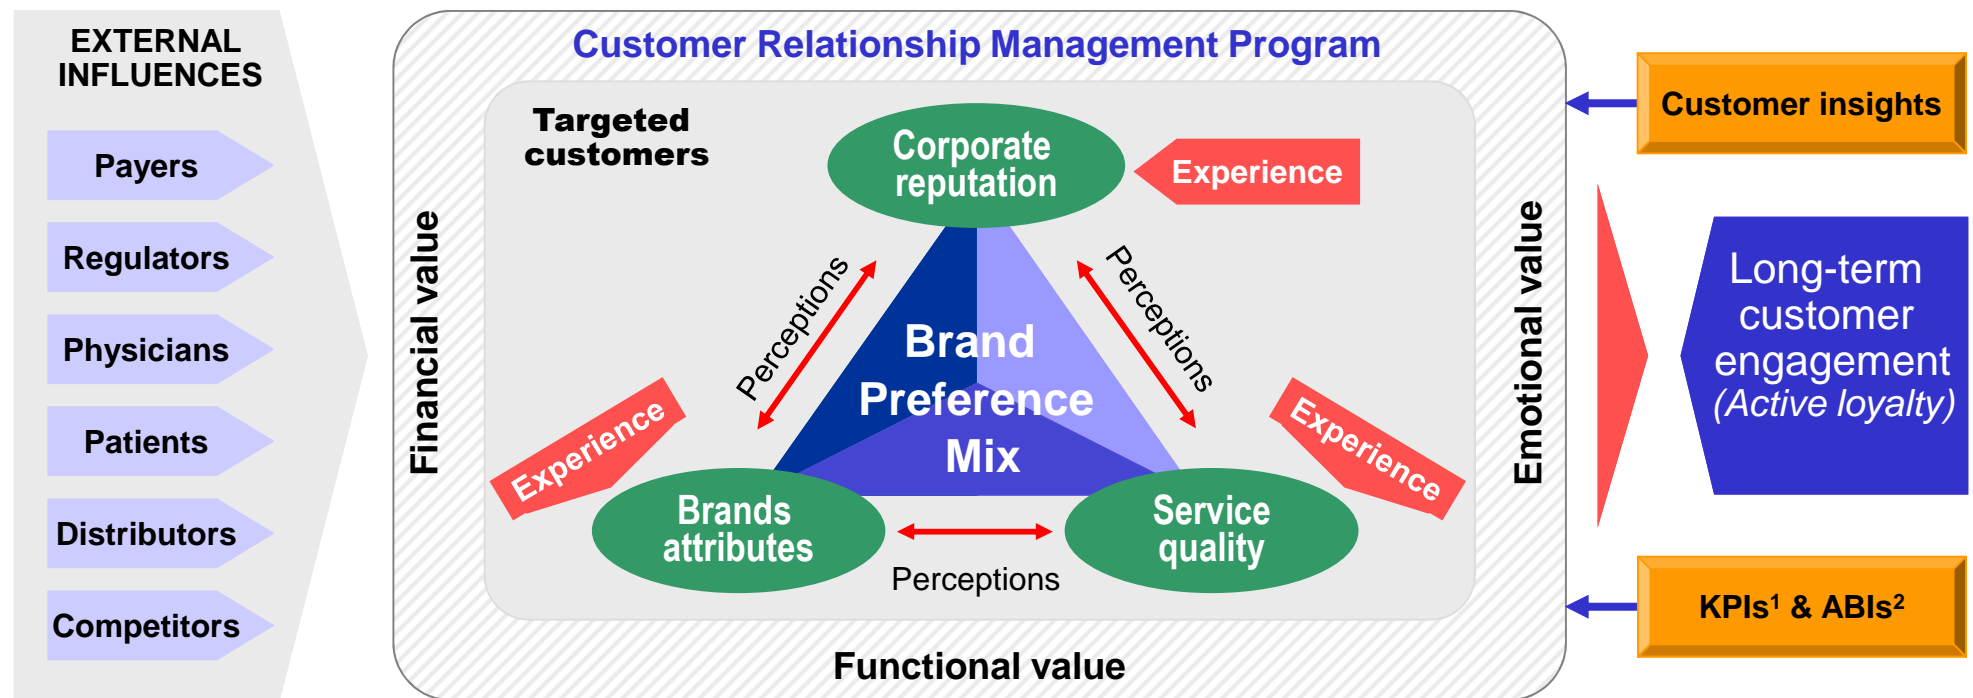 EXTERNAL
INFLUENCES
Payers
Regulators
Physicians
Patients
Distributors
Competitors
Customer Relationship Management Program
Targeted
customers
Financial value
Emotional value
Functional value
Corporate
reputation
Experience
Perceptions
Perceptions
Brand
Preference
Mix
Experience
Experience
Brands
attributes
Service
quality
Perceptions
Customer insights
Long-term
customer
engagement
(Active loyalty)
KPIs¹ & ABIs²